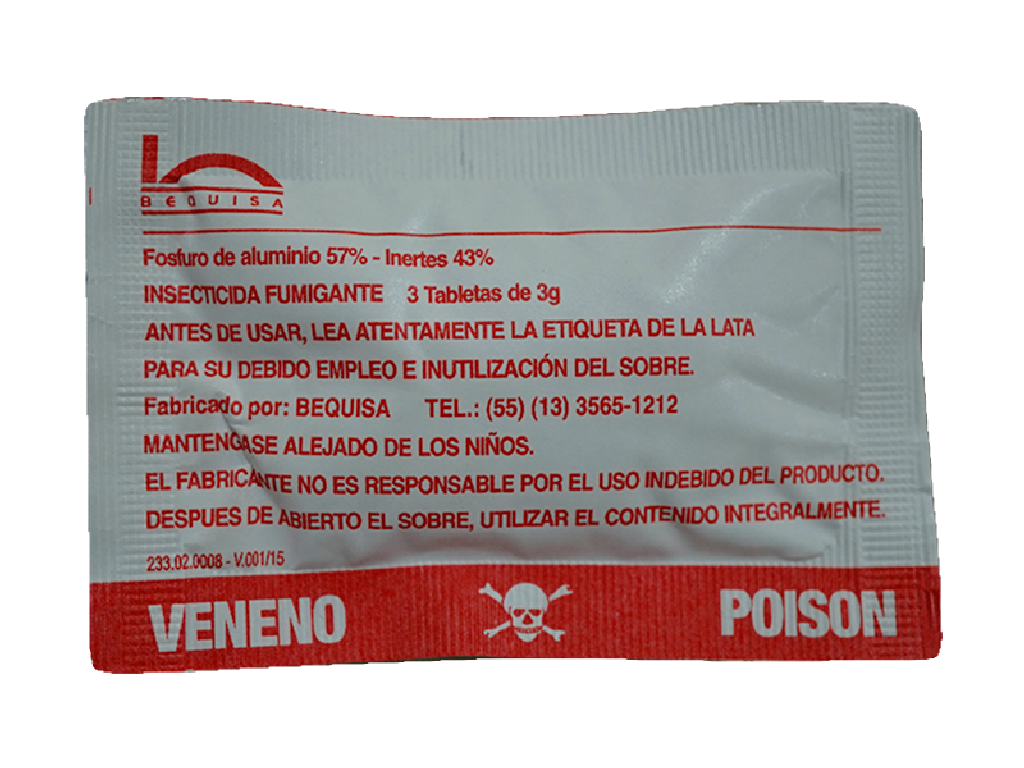 BEQUISA
Fosfuro de aluminio 57% - Inertes 43%
INSECTICIDA FUMIGANTE 3 Tabletas de 3g
ANTES DE USAR, LEA ATENTAMENTE LA ETIQUETA DE LA LATA
PARA SU DEBIDO EMPLEO E INUTILIZACIÓN DEL SOBRE.
Fabricado por: BEQUISA TEL.: (55) (13) 3565-1212
MANTENGASE ALEJADO DE LOS NIÑOS.
EL FABRICANTE NO ES RESPONSABLE POR EL USO INDEBIDO DEL PRODUCTO.
DESPUES DE ABIERTO EL SOBRE, UTILIZAR EL CONTENIDO INTEGRALMENTE.
233.02.0008 - V.001/15
VENENO POISON